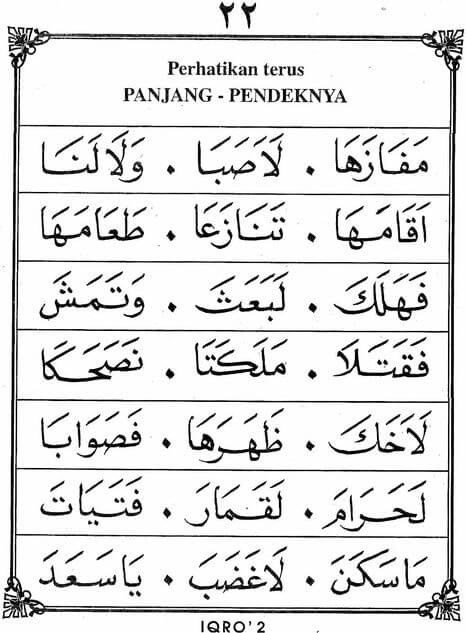 ٢٢
Perhatikan terus
PANJANG - PENDEKNYA
مَفَازَهَا . لَاصَبَا . وَلَالَنَا
اَقَامَهَا . تَنَازَعَا . طَعَامَهَا
فَهَلَكَ . لَبَعَثَ . وَتَمَشَ
فَقَتَلَا . مَلَكَتَا . نَصَحَكَا
لَاخَكَ . ظَهَرَهَا . فَصَوَابَا
لَحَرَامَ . لَقَمَارَ . فَتَيَاتَ
مَاسَكَنَ . لَاغَضَبَ . يَاسَعَدَ
IQRO'2